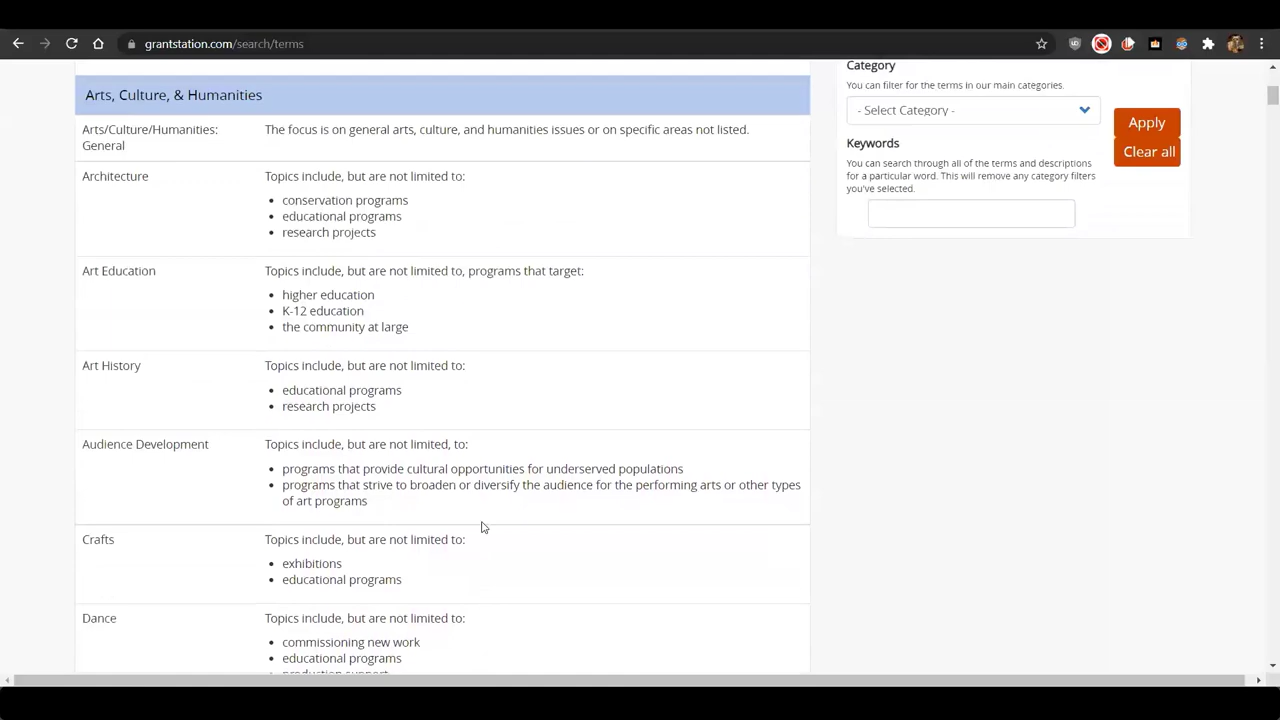 grantstation.com/search/terms
Category
You can filter for the terms in our main categories.
- Select Category -
Apply
Clear all
Keywords
You can search through all of the terms and descriptions
for a particular word. This will remove any category filters
you've selected.
Arts, Culture, & Humanities
Arts/Culture/Humanities:
General
The focus is on general arts, culture, and humanities issues or on specific areas not listed.
Architecture
Topics include, but are not limited to:
• conservation programs
• educational programs
• research projects
Art Education
Topics include, but are not limited to, programs that target:
• higher education
• K-12 education
• the community at large
Art History
Topics include, but are not limited to:
• educational programs
• research projects
Audience Development
Topics include, but are not limited, to:
• programs that provide cultural opportunities for underserved populations
• programs that strive to broaden or diversify the audience for the performing arts or other types
of art programs
Crafts
Topics include, but are not limited to:
• exhibitions
• educational programs
Dance
Topics include, but are not limited to:
• commissioning new work
• educational programs